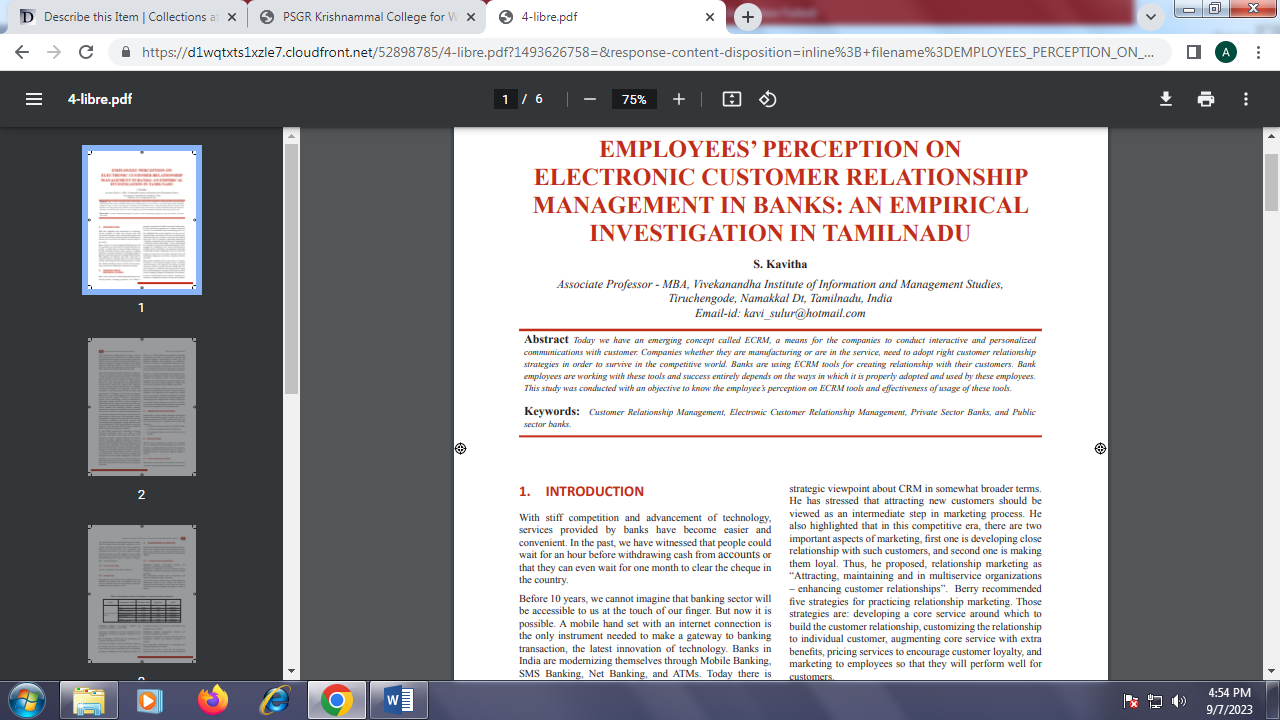 Describe this Item | Collections at
PSGR Krishnammal College for W
4-libre.pdf
https://d1wqtxts1xzle7.cloudfront.net/52898785/4-libre.pdf?1493626758=&response-content-disposition=inline%3B+filename%3DEMPLOYEES_PERCEPTION_ON_...
A
4-libre.pdf
1 / 6
75%
1
2
EMPLOYEES' PERCEPTION ON
ELECTRONIC CUSTOMER RELATIONSHIP
MANAGEMENT IN BANKS: AN EMPIRICAL
INVESTIGATION IN TAMILNADU
S. Kavitha
Associate Professor - MBA, Vivekanandha Institute of Information and Management Studies,
Tiruchengode, Namakkal Dt, Tamilnadu, India
Email-id: kavi_sulur@hotmail.com
Abstract Today we have an emerging concept called ECRM, a means for the companies to conduct interactive and personalized
communications with customer. Companies whether they are manufacturing or are in the service, need to adopt right customer relationship
strategies in order to survive in the competitive world. Banks are using ECRM tools for creating relationship with their customers. Bank
employees are working with these tools and success entirely depends on the ways in which it is properly adopted and used by these employees.
This study was conducted with an objective to know the employee's perception on ECRM tools and effectiveness of usage of these tools.
Keywords: Customer Relationship Management, Electronic Customer Relationship Management, Private Sector Banks, and Public
sector banks.
1. INTRODUCTION
With stiff competition and advancement of technology,
services provided by banks have become easier and
convenient. In the past, we have witnessed that people could
wait for an hour before withdrawing cash from accounts or
that they can even wait for one month to clear the cheque in
the country.
Before 10 years, we cannot imagine that banking sector will
be accessible to us at the touch of our finger. But now it is
possible. A mobile hand set with an internet connection is
the only instrument needed to make a gateway to banking
transaction, the latest innovation of technology. Banks in
India are modernizing themselves through Mobile Banking,
SMS Banking, Net Banking, and ATMs. Today there is
strategic viewpoint about CRM in somewhat broader terms.
He has stressed that attracting new customers should be
viewed as an intermediate step in marketing process. He
also highlighted that in this competitive era, there are two
important aspects of marketing, first one is developing close
relationship with such customers, and second one is making
them loyal. Thus, he proposed, relationship marketing as
"Attracting, maintaining and in multiservice organizations
– enhancing customer relationships". Berry recommended
five strategies for practicing relationship marketing. Those
strategies are: developing a core service around which to
build the customer relationship, customizing the relationship
to individual customer, augmenting core service with extra
benefits, pricing services to encourage customer loyalty, and
marketing to employees so that they will perform well for
customers.
4:54 PM
9/7/2023